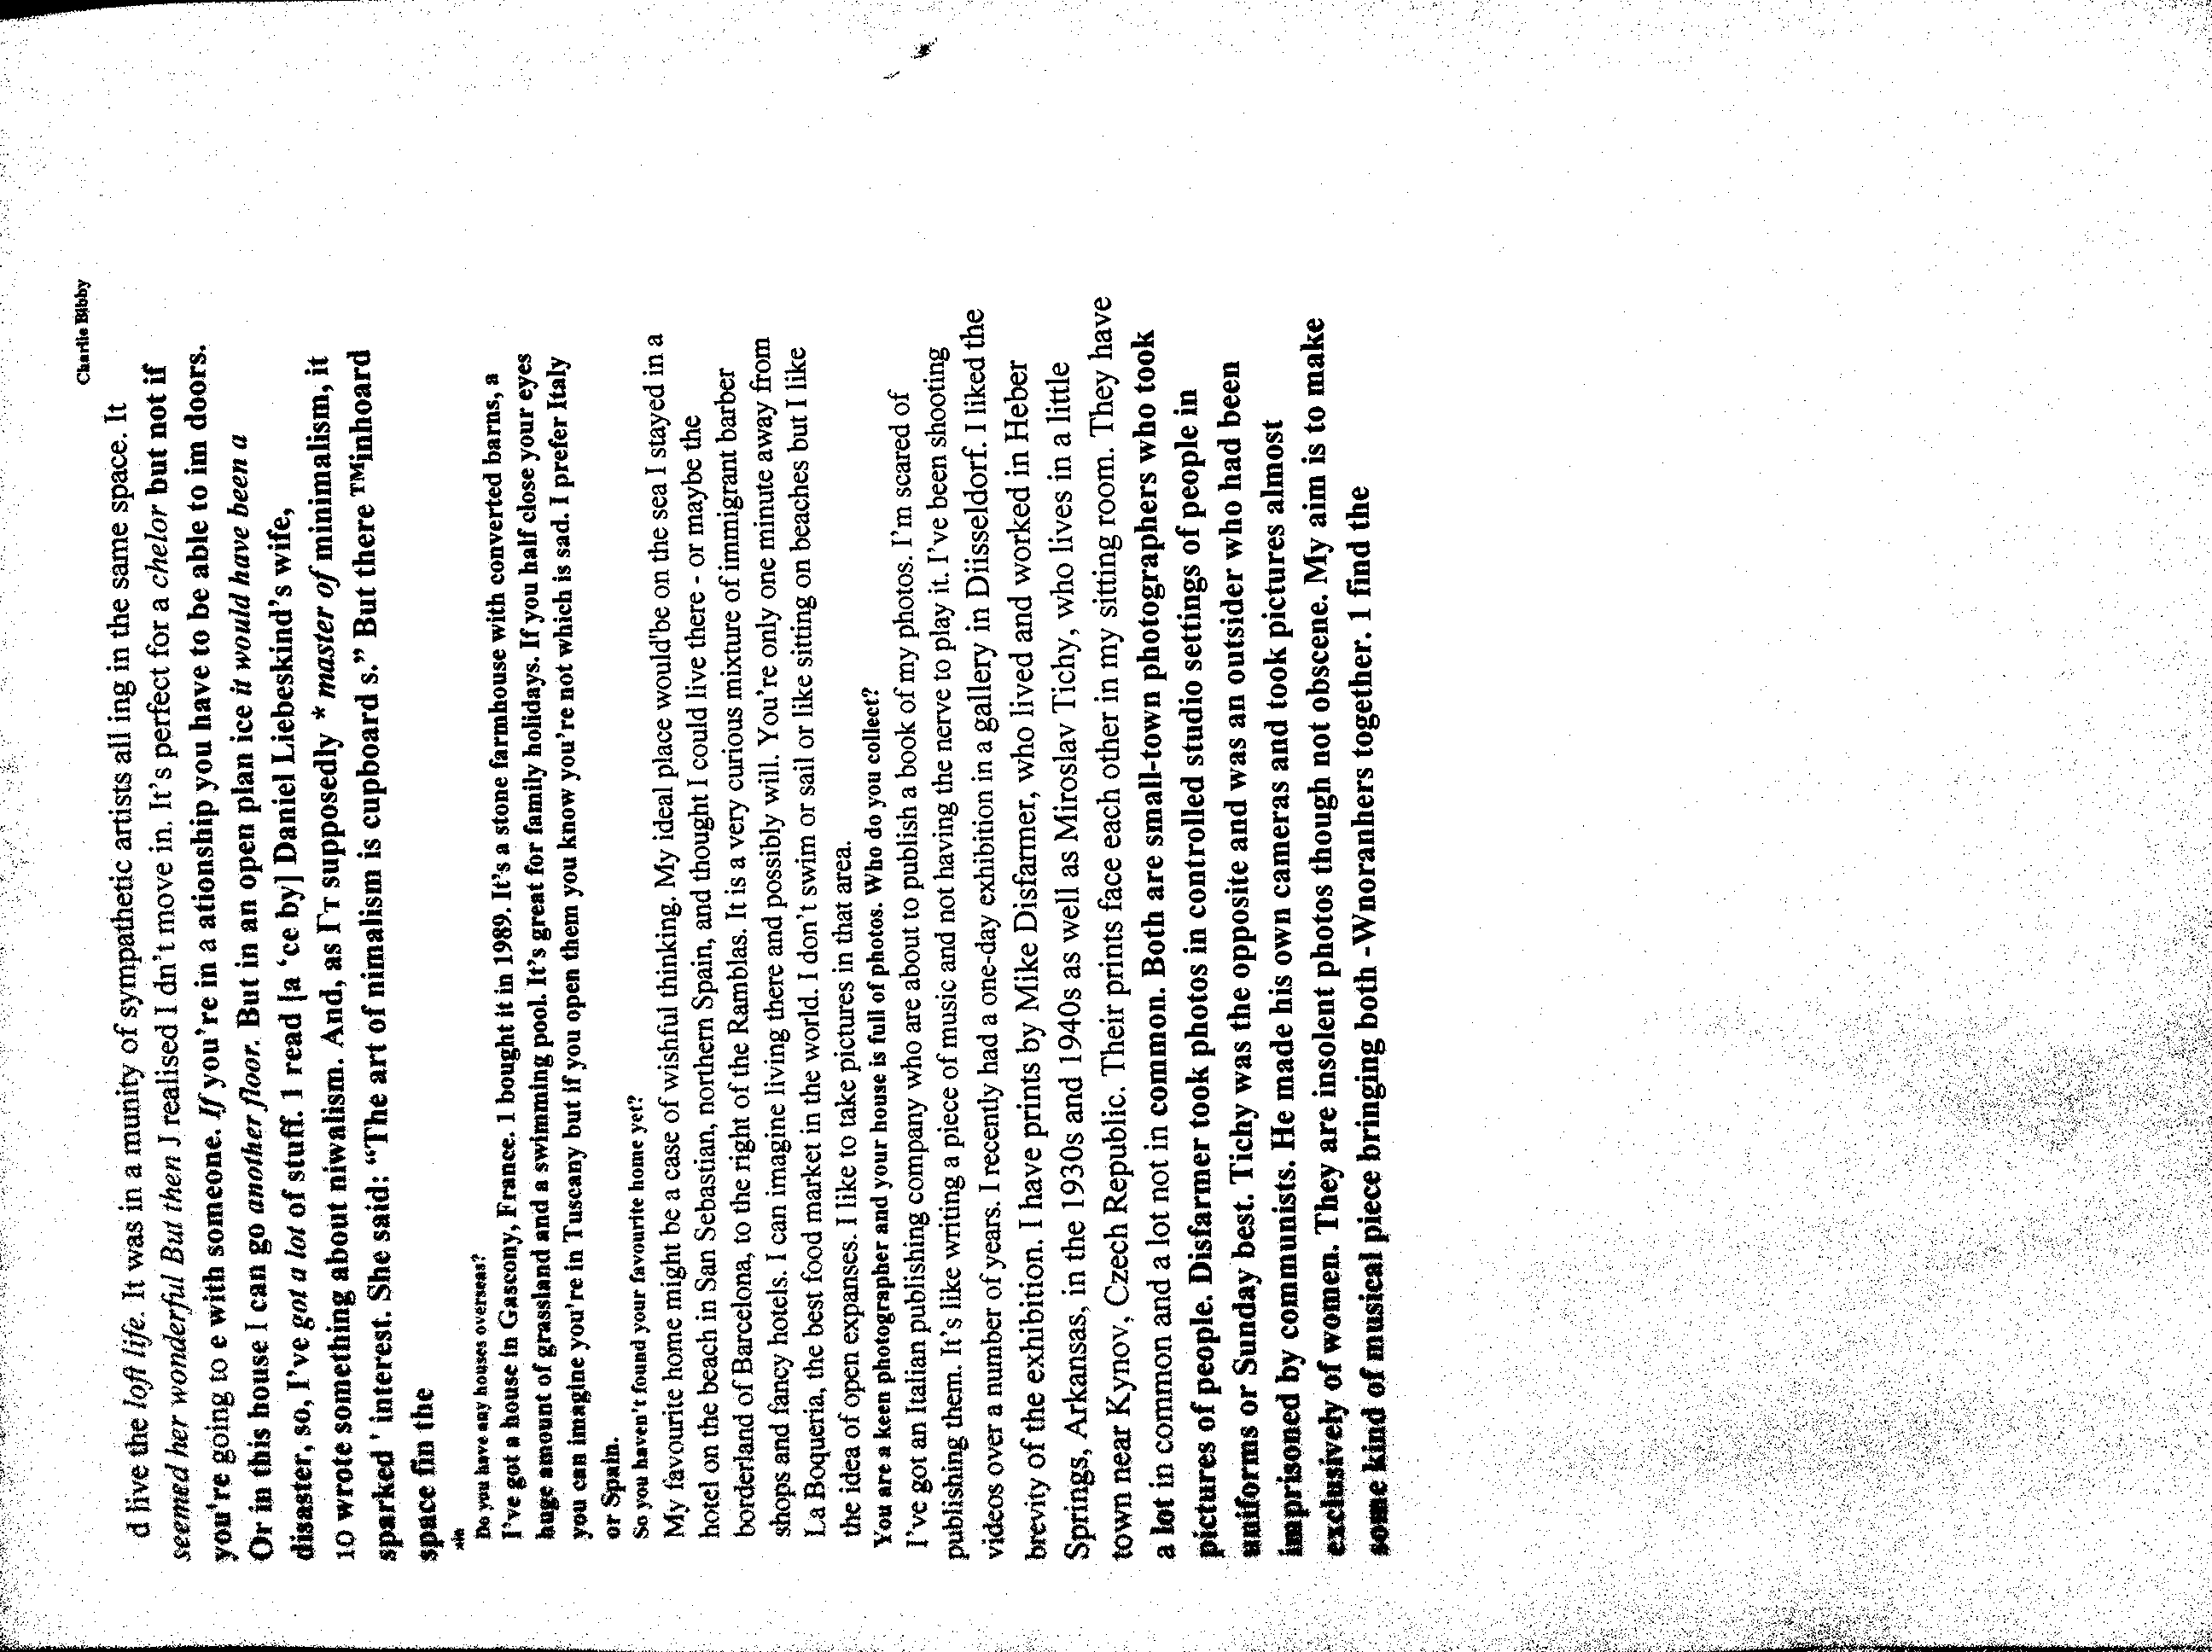 Charlie Bibby
d live the loft life. It was in a munity of sympathetic artists all ing in the same space. It
seemed her wonderful But then J realised I dn't move in. It's perfect for a chelor but not if
you're going to e with someone. If you're in a ationship you have to be able to im doors.
Or in this house I can go another floor. But in an open plan ice it would have been a
disaster, so, I've got a lot of stuff. 1 read [a 'ce by] Daniel Liebeskind's wife,
10 wrote something about niwalism. And, as Гт supposedly * master of minimalism, it
sparked ' interest. She said: “The art of nimalism is cupboard s.” But there ™inhoard
space fin the
Do you have any houses overseas?
I've got a house in Gascony, France. 1 bought it in 1989. It's a stone farmhouse with converted barns, a
huge amount of grassland and a swimming pool. It's great for family holidays. If you half close your eyes
you can imagine you're in Tuscany but if you open them you know you're not which is sad. I prefer Italy
or Spain.
So you haven't found your favourite home yet?
My favourite home might be a case of wishful thinking. My ideal place would'be on the sea I stayed in a
hotel on the beach in San Sebastian, northern Spain, and thought I could live there - or maybe the
borderland of Barcelona, to the right of the Ramblas. It is a very curious mixture of immigrant barber
shops and fancy hotels. I can imagine living there and possibly will. You're only one minute away from
La Boqueria, the best food market in the world. I don't swim or sail or like sitting on beaches but I like
the idea of open expanses. I like to take pictures in that area.
You are a keen photographer and your house is full of photos. Who do you collect?
I've got an Italian publishing company who are about to publish a book of my photos. I'm scared of
publishing them. It's like writing a piece of music and not having the nerve to play it. I've been shooting
videos over a number of years. I recently had a one-day exhibition in a gallery in Diisseldorf. I liked the
brevity of the exhibition. I have prints by Mike Disfarmer, who lived and worked in Heber
Springs, Arkansas, in the 1930s and 1940s as well as Miroslav Tichy, who lives in a little
town near Kynov, Czech Republic. Their prints face each other in my sitting room. They have
a lot in common and a lot not in common. Both are small-town photographers who took
pictures of people. Disfarmer took photos in controlled studio settings of people in
uniforms or Sunday best. Tichy was the opposite and was an outsider who had been
imprisoned by communists. He made his own cameras and took pictures almost
exclusively of women. They are insolent photos though not obscene. My aim is to make
some kind of musical piece bringing both -Wnoranhers together. 1 find the